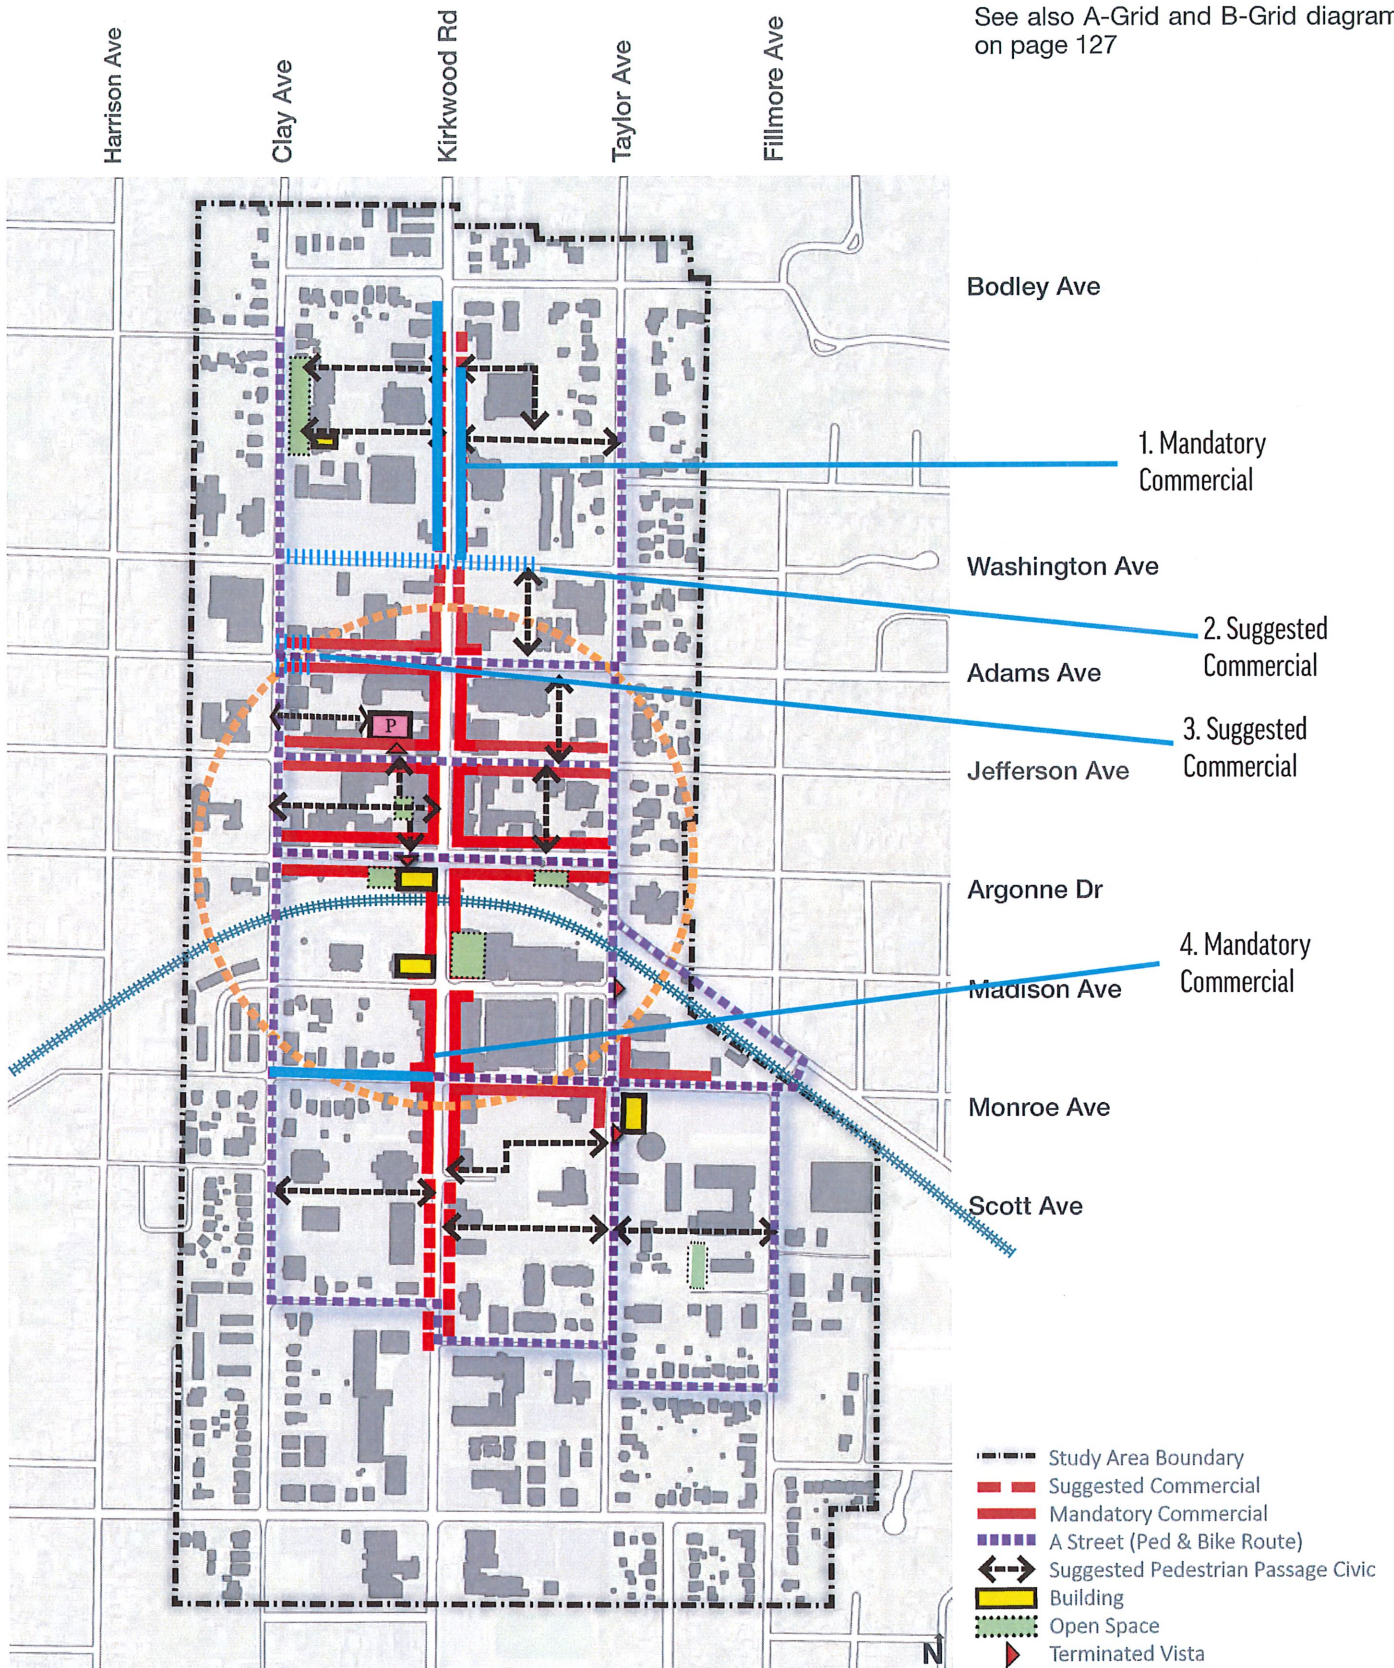 See also A-Grid and B-Grid diagram
on page 127
Harrison Ave
Clay Ave
Kirkwood Rd
Taylor Ave
Fillmore Ave
Bodley Ave
1. Mandatory
Commercial
Washington Ave
2. Suggested
Commercial
Adams Ave
3. Suggested
Commercial
P
Jefferson Ave
Argonne Dr
4. Mandatory
Commercial
Madison Ave
Monroe Ave
Scott Ave
Study Area Boundary
Suggested Commercial
Mandatory Commercial
A Street (Ped & Bike Route)
Suggested Pedestrian Passage Civic
Building
Open Space
Terminated Vista
N